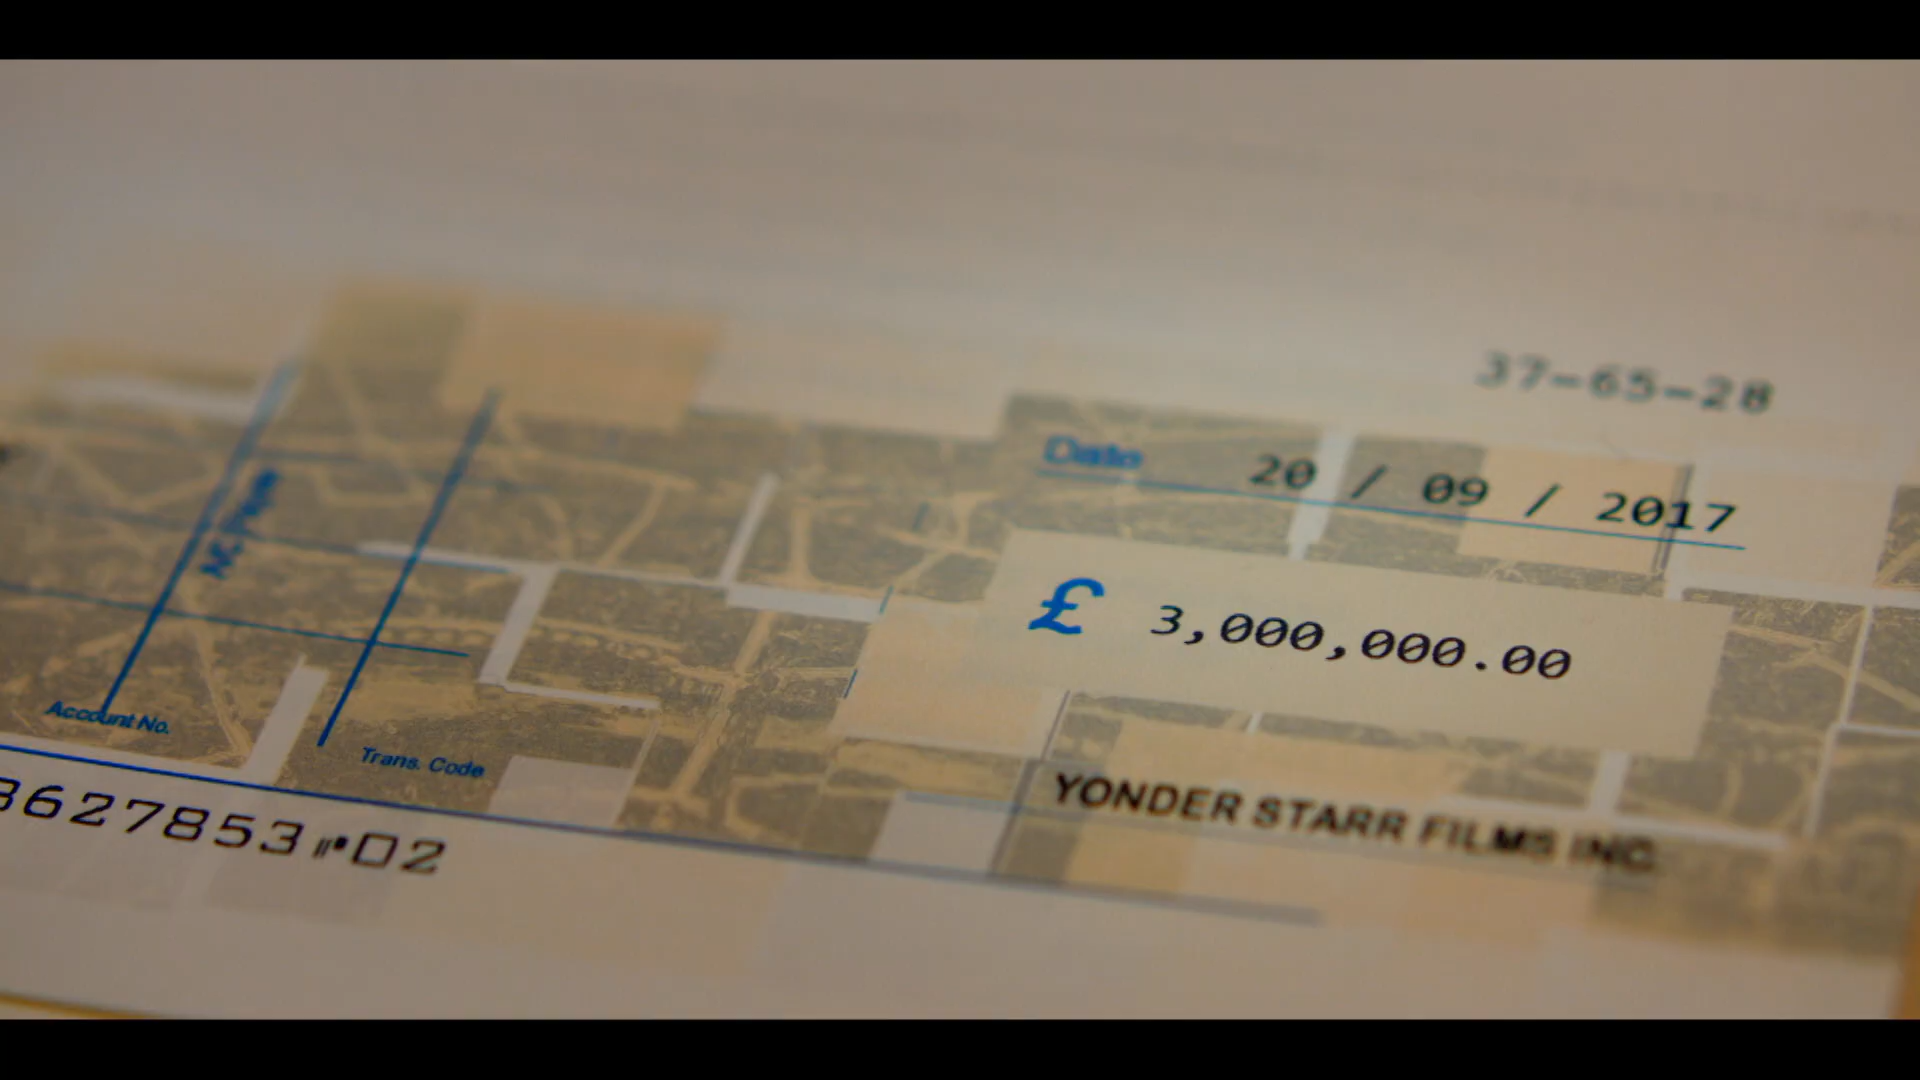 37-65-28
Date 20 / 09 / 2017
£ 3,000,000.00
Account No.
Trans. Code
YONDER STARR FILMS INC.
3627853⑈02